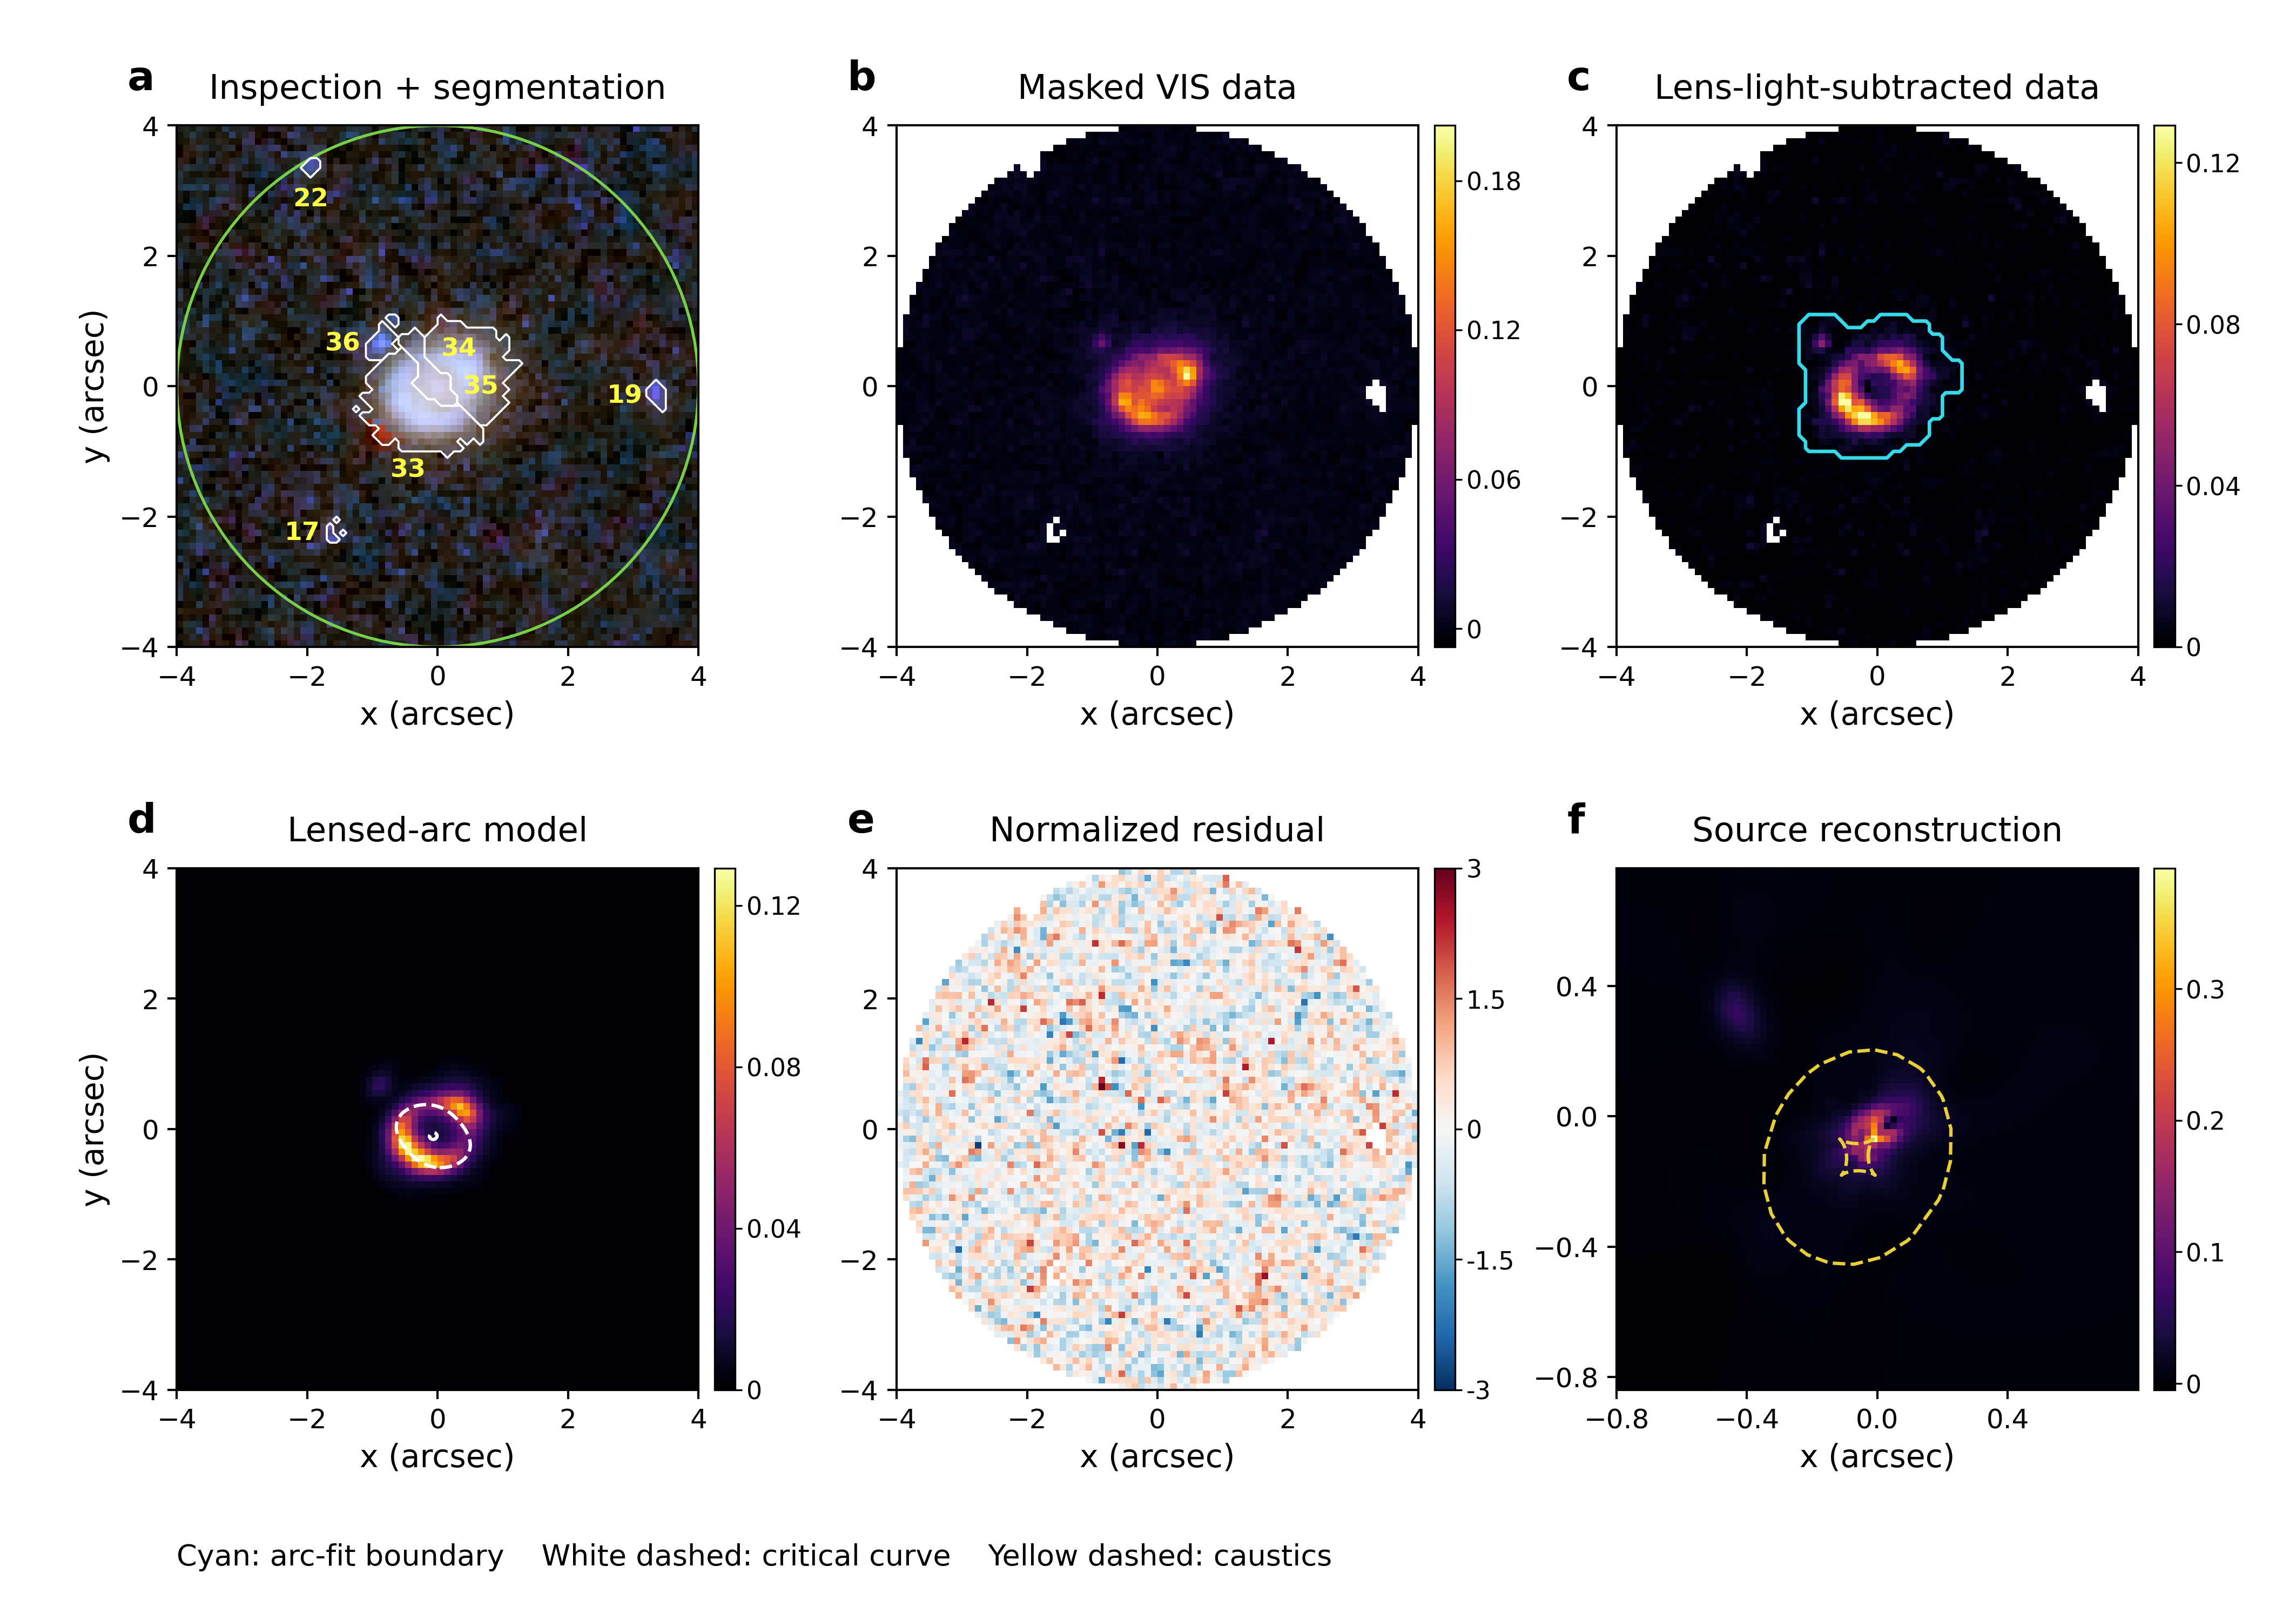 a Inspection + segmentation
b Masked VIS data
c Lens-light-subtracted data
4
2
0
−2
−4
y (arcsec)
22
36
34
35
19
33
17
−4 −2 0 2 4
x (arcsec)
4
2
0
−2
−4
−4 −2 0 2 4
x (arcsec)
0.18
0.12
0.06
0
4
2
0
−2
−4
−4 −2 0 2 4
x (arcsec)
0.12
0.08
0.04
0
d Lensed-arc model
e Normalized residual
f Source reconstruction
4
2
0
−2
−4
y (arcsec)
−4 −2 0 2 4
x (arcsec)
0.12
0.08
0.04
0
4
2
0
−2
−4
−4 −2 0 2 4
x (arcsec)
3
1.5
0
-1.5
-3
0.4
0.0
−0.4
−0.8
−0.8 −0.4 0.0 0.4
x (arcsec)
0.3
0.2
0.1
0
Cyan: arc-fit boundary White dashed: critical curve Yellow dashed: caustics